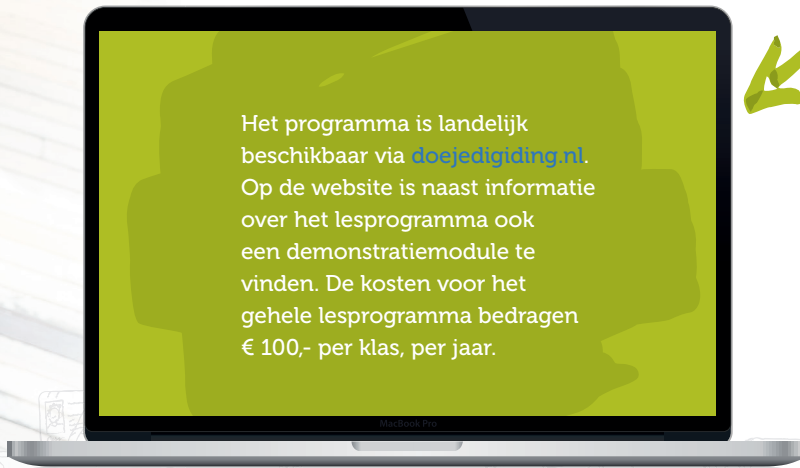 Het programma is landelijk
beschikbaar via doejedigiding.nl.
Op de website is naast informatie
over het lesprogramma ook
een demonstratiemodule te
vinden. De kosten voor het
gehele lesprogramma bedragen
€ 100,- per klas, per jaar.
MacBook Pro